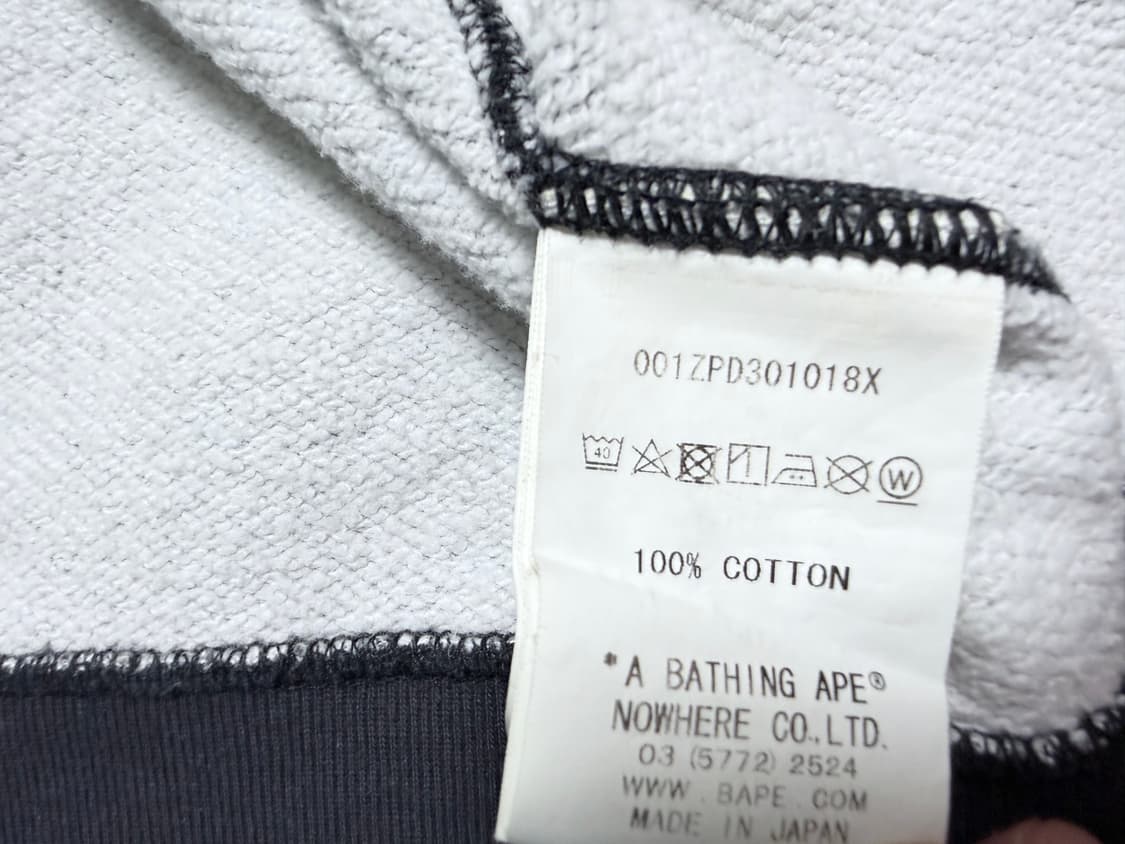 001ZPD301018X
40 W
100% COTTON
*A BATHING APE®
NOWHERE CO.,LTD.
03 (5772) 2524
WWW . BAPE . COM
MADE IN JAPAN